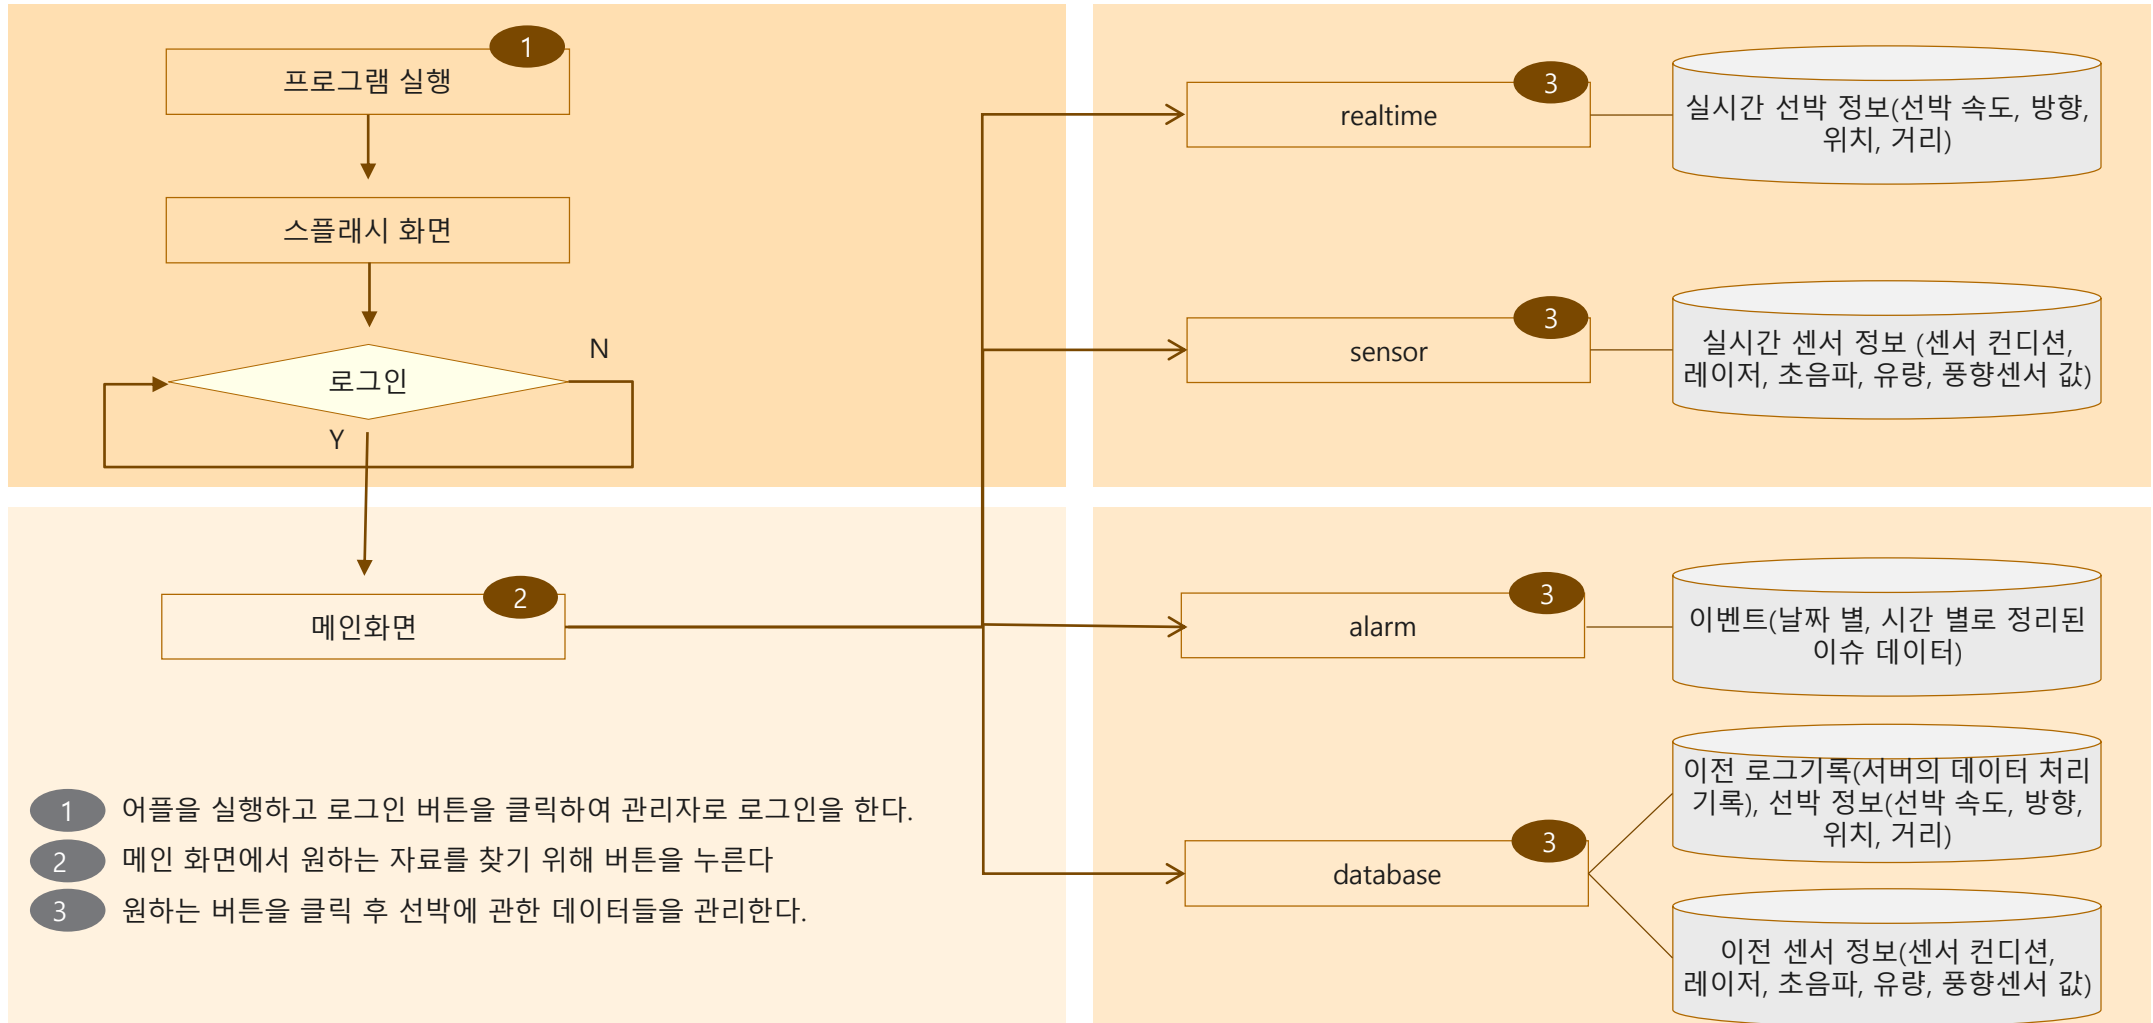 1
프로그램 실행
스플래시 화면
로그인
N
Y
2
메인화면
1 어플을 실행하고 로그인 버튼을 클릭하여 관리자로 로그인을 한다.
2 메인 화면에서 원하는 자료를 찾기 위해 버튼을 누른다
3 원하는 버튼을 클릭 후 선박에 관한 데이터들을 관리한다.
3
realtime
실시간 선박 정보(선박 속도, 방향,
위치, 거리)
3
sensor
실시간 센서 정보 (센서 컨디션,
레이저, 초음파, 유량, 풍향센서 값)
3
alarm
이벤트(날짜 별, 시간 별로 정리된
이슈 데이터)
3
database
이전 로그기록(서버의 데이터 처리
기록), 선박 정보(선박 속도, 방향,
위치, 거리)
이전 센서 정보(센서 컨디션,
레이저, 초음파, 유량, 풍향센서 값)